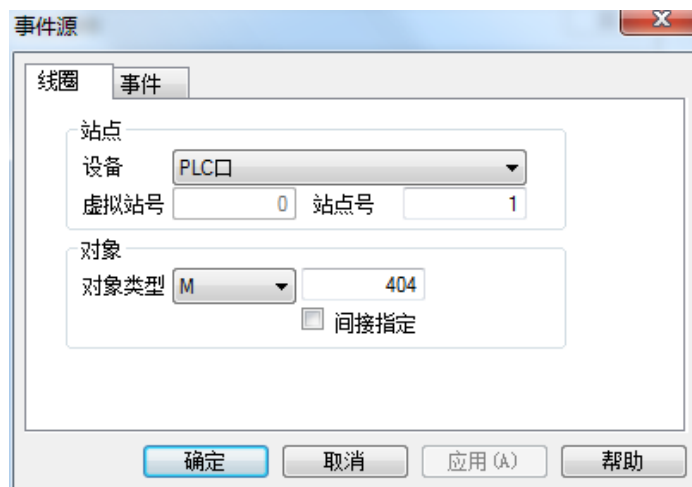 事件源
线圈 事件
站点
设备 PLC口
虚拟站号 0 站点号 1
对象
对象类型 M 404
间接指定
确定 取消 应用(A) 帮助